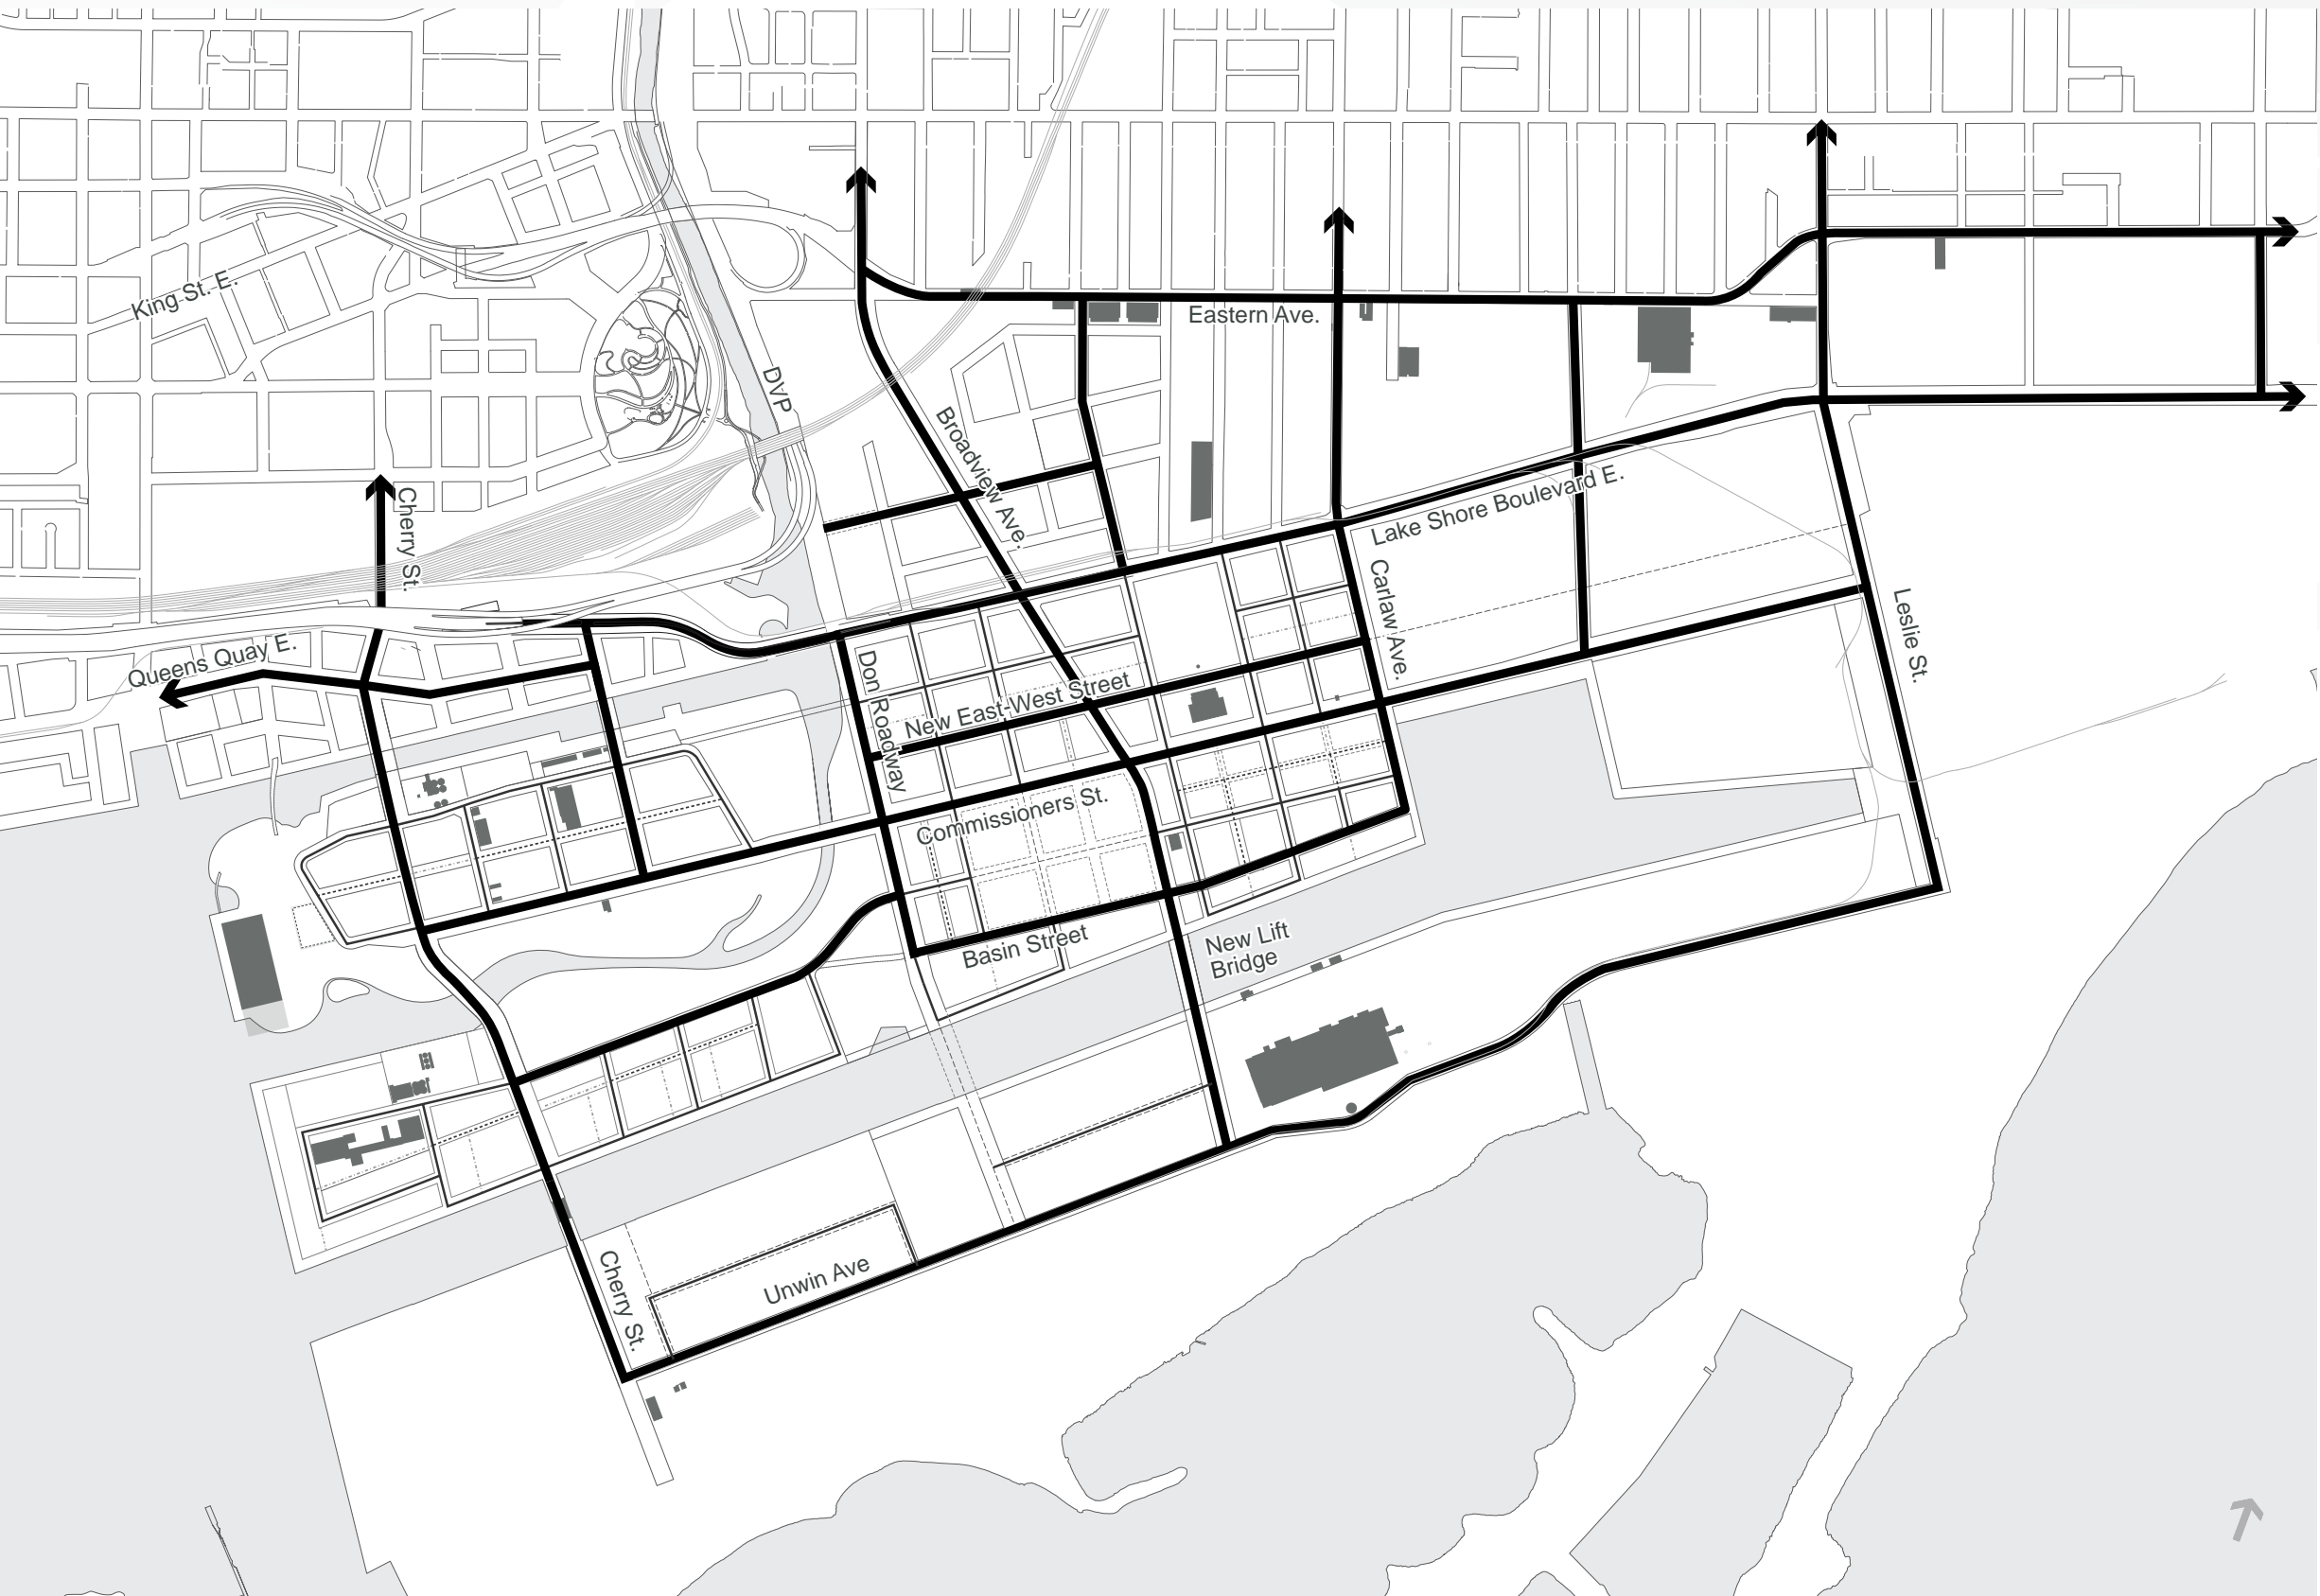 King St. E.
Eastern Ave.
DVP
Broadview Ave.
Cherry St.
Lake Shore Boulevard E.
Carlaw Ave.
Leslie St.
Queens Quay E.
Don Roadway
New East-West Street
Commissioners St.
Basin Street
New Lift
Bridge
Cherry St.
Unwin Ave